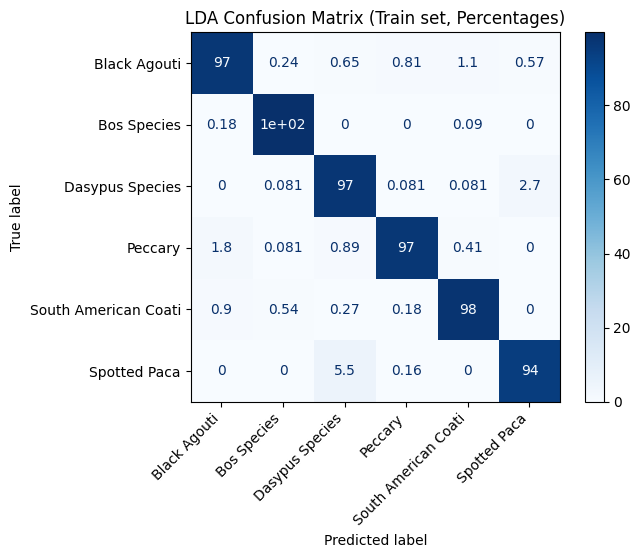 LDA Confusion Matrix (Train set, Percentages)
Black Agouti 97 0.24 0.65 0.81 1.1 0.57
Bos Species 0.18 1e+02 0 0 0.09 0
Dasypus Species 0 0.081 97 0.081 0.081 2.7
Peccary 1.8 0.081 0.89 97 0.41 0
South American Coati 0.9 0.54 0.27 0.18 98 0
Spotted Paca 0 0 5.5 0.16 0 94
True label
Black Agouti
Bos Species
Dasypus Species
Peccary
South American Coati
Spotted Paca
Predicted label
80
60
40
20
0